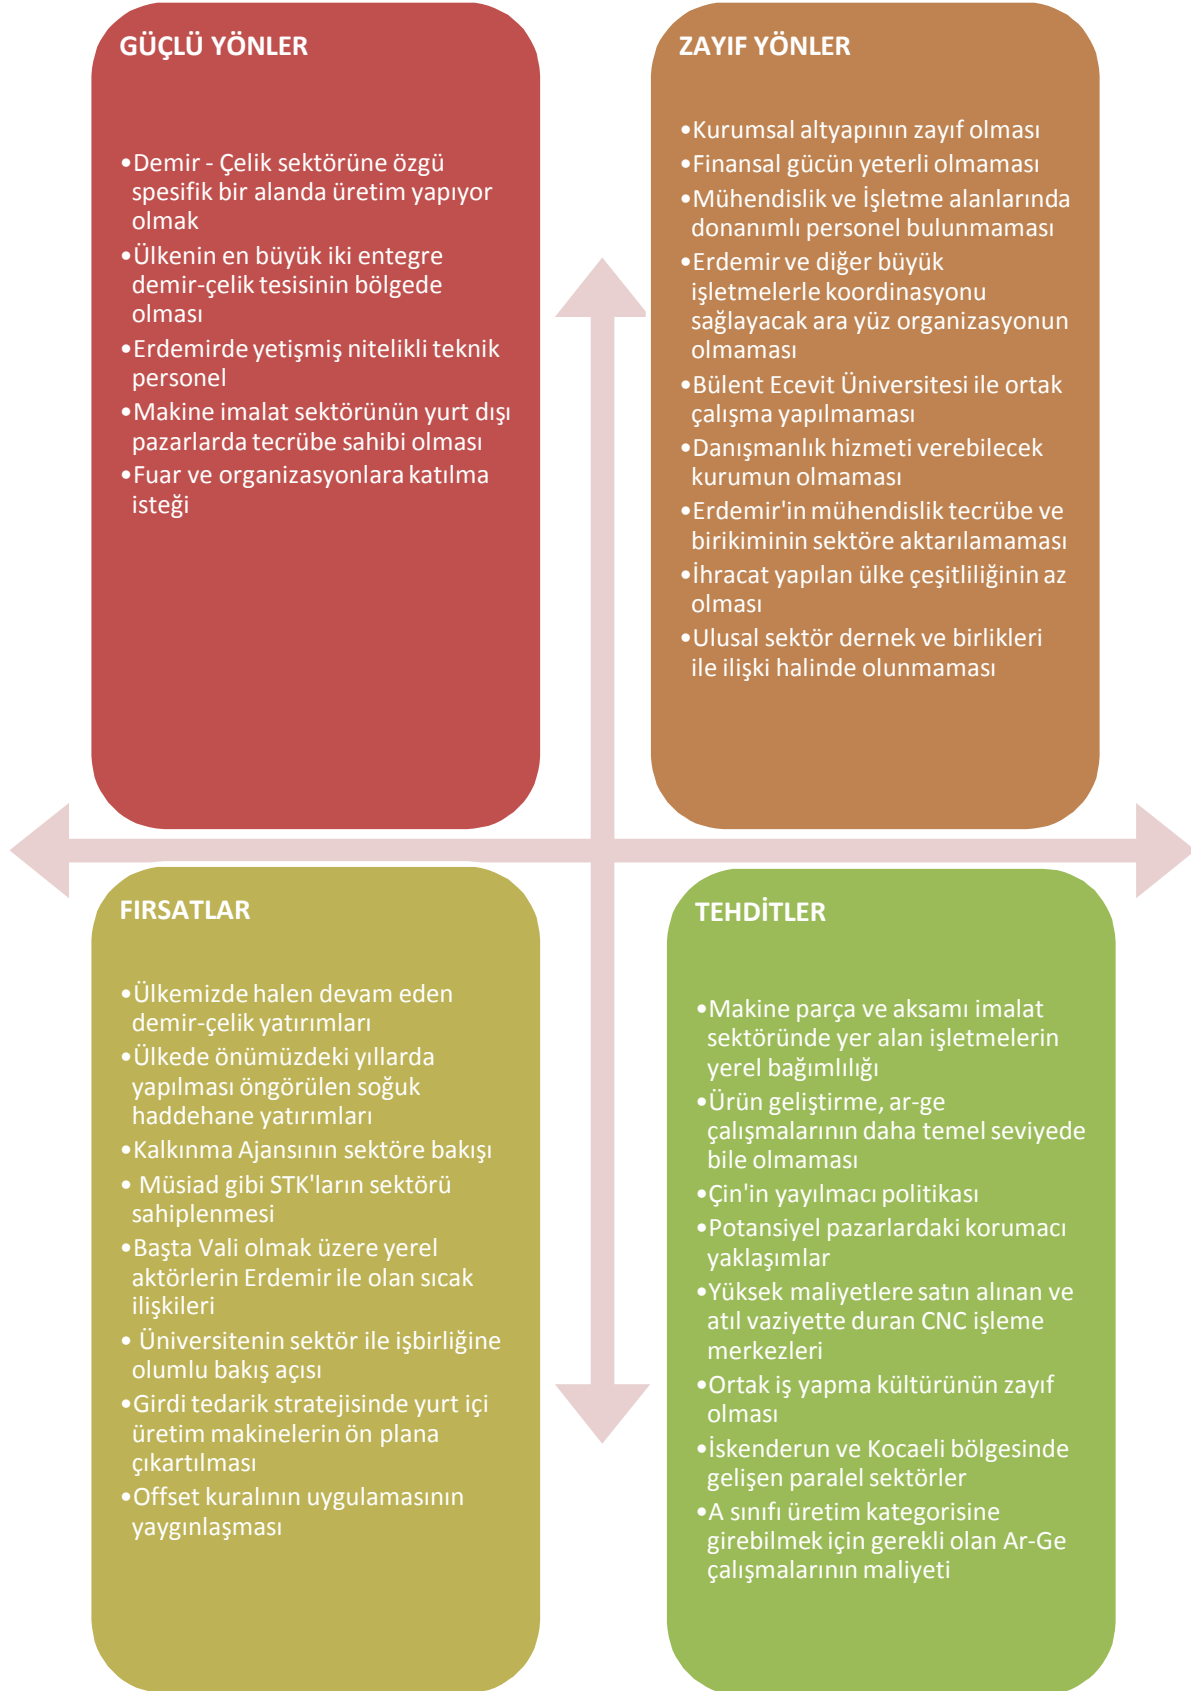 GÜÇLÜ YÖNLER
•Demir - Çelik sektörüne özgü
spesifik bir alanda üretim yapıyor
olmak
•Ülkenin en büyük iki entegre
demir-çelik tesisinin bölgede
olması
•Erdemirde yetişmiş nitelikli teknik
personel
•Makine imalat sektörünün yurt dışı
pazarlarda tecrübe sahibi olması
•Fuar ve organizasyonlara katılma
isteği
ZAYIF YÖNLER
•Kurumsal altyapının zayıf olması
•Finansal gücün yeterli olmaması
•Mühendislik ve İşletme alanlarında
donanımlı personel bulunmaması
•Erdemir ve diğer büyük
işletmelerle koordinasyonu
sağlayacak ara yüz organizasyonun
olmaması
•Bülent Ecevit Üniversitesi ile ortak
çalışma yapılmaması
•Danışmanlık hizmeti verebilecek
kurumun olmaması
•Erdemir'in mühendislik tecrübe ve
birikiminin sektöre aktarılamaması
•İhracat yapılan ülke çeşitliliğinin az
olması
•Ulusal sektör dernek ve birlikleri
ile ilişki halinde olunmaması
FIRSATLAR
•Ülkemizde halen devam eden
demir-çelik yatırımları
•Ülkede önümüzdeki yıllarda
yapılması öngörülen soğuk
haddehane yatırımları
•Kalkınma Ajansının sektöre bakışı
• Müsiad gibi STK'ların sektörü
sahiplenmesi
•Başta Vali olmak üzere yerel
aktörlerin Erdemir ile olan sıcak
ilişkileri
• Üniversitenin sektör ile işbirliğine
olumlu bakış açısı
•Girdi tedarik stratejisinde yurt içi
üretim makinelerin ön plana
çıkartılması
•Offset kuralının uygulamasının
yaygınlaşması
TEHDİTLER
•Makine parça ve aksamı imalat
sektöründe yer alan işletmelerin
yerel bağımlılığı
•Ürün geliştirme, ar-ge
çalışmalarının daha temel seviyede
bile olmaması
•Çin'in yayılmacı politikası
•Potansiyel pazarlardaki korumacı
yaklaşımlar
•Yüksek maliyetlere satın alınan ve
atıl vaziyette duran CNC işleme
merkezleri
•Ortak iş yapma kültürünün zayıf
olması
•İskenderun ve Kocaeli bölgesinde
gelişen paralel sektörler
•A sınıfı üretim kategorisine
girebilmek için gerekli olan Ar-Ge
çalışmalarının maliyeti